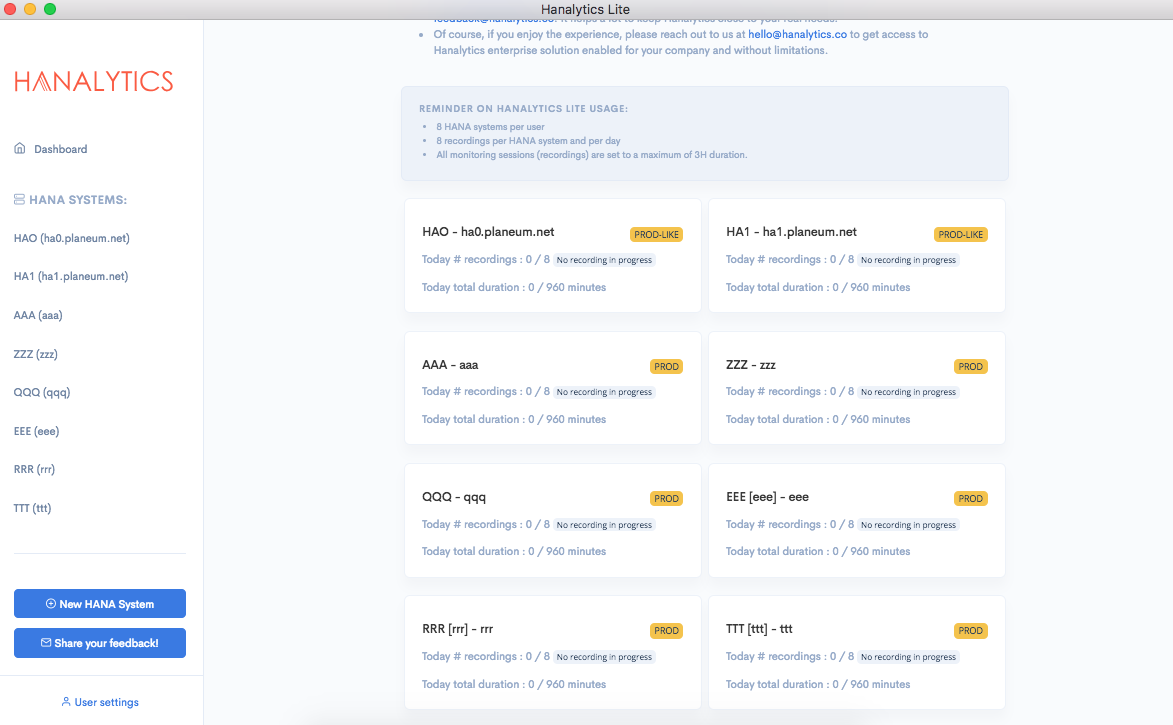 Hanalytics Lite
HANALYTICS
Dashboard
HANA SYSTEMS:
HAO (ha0.planeum.net)
HA1 (ha1.planeum.net)
AAA (aaa)
ZZZ (zzz)
QQQ (qqq)
EEE (eee)
RRR (rrr)
TTT (ttt)
New HANA System
Share your feedback!
User settings
feedback@hanalytics.co. It helps a lot to keep Hanalytics close to your real needs.
• Of course, if you enjoy the experience, please reach out to us at hello@hanalytics.co to get access to
Hanalytics enterprise solution enabled for your company and without limitations.
REMINDER ON HANALYTICS LITE USAGE:
• 8 HANA systems per user
• 8 recordings per HANA system and per day
• All monitoring sessions (recordings) are set to a maximum of 3H duration.
HAO - ha0.planeum.net PROD-LIKE
Today # recordings : 0 / 8 No recording in progress
Today total duration : 0 / 960 minutes
HA1 - ha1.planeum.net PROD-LIKE
Today # recordings : 0 / 8 No recording in progress
Today total duration : 0 / 960 minutes
AAA - aaa PROD
Today # recordings : 0 / 8 No recording in progress
Today total duration : 0 / 960 minutes
ZZZ - zzz PROD
Today # recordings : 0 / 8 No recording in progress
Today total duration : 0 / 960 minutes
QQQ - qqq PROD
Today # recordings : 0 / 8 No recording in progress
Today total duration : 0 / 960 minutes
EEE [eee] - eee PROD
Today # recordings : 0 / 8 No recording in progress
Today total duration : 0 / 960 minutes
RRR [rrr] - rrr PROD
Today # recordings : 0 / 8 No recording in progress
Today total duration : 0 / 960 minutes
TTT [ttt] - ttt PROD
Today # recordings : 0 / 8 No recording in progress
Today total duration : 0 / 960 minutes